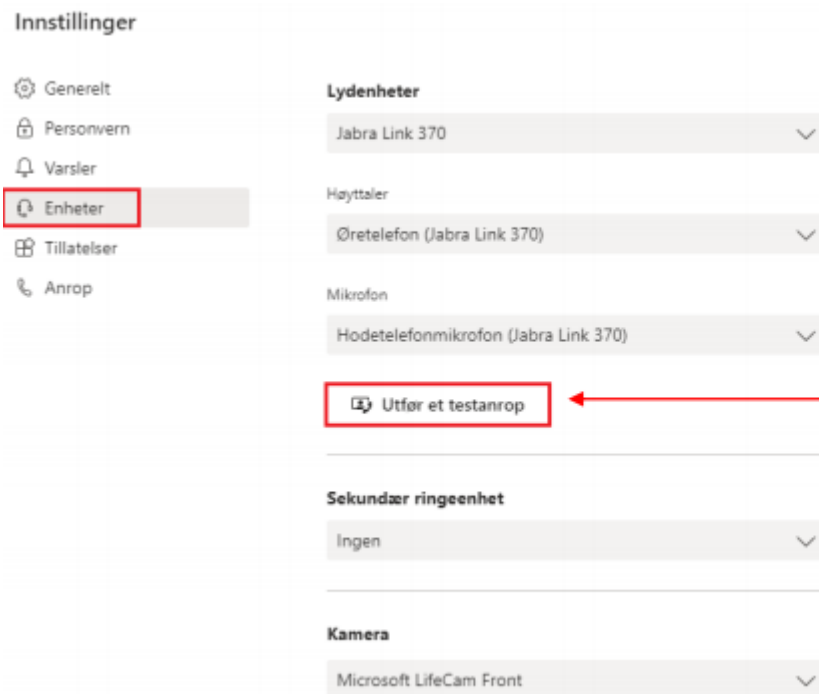 Innstillinger
Generelt
Personvern
Varsler
Enheter
Tillatelser
Anrop
Lydenheter
Jabra Link 370
Høyttaler
Øretelefon (Jabra Link 370)
Mikrofon
Hodetelefonmikrofon (Jabra Link 370)
Utfør et testanrop
Sekundær ringeenhet
Ingen
Kamera
Microsoft LifeCam Front